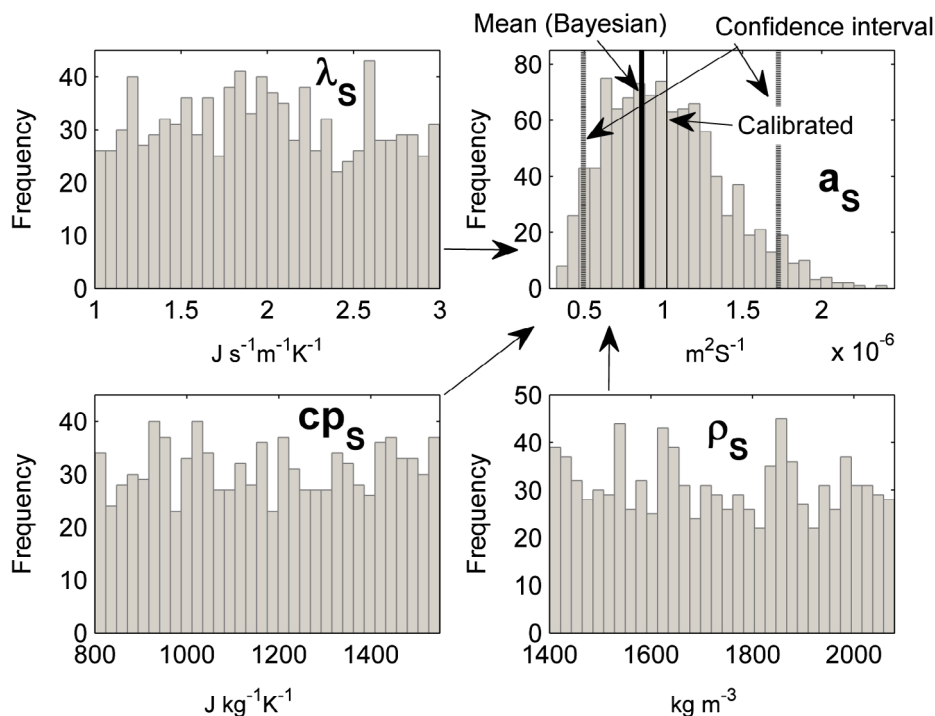 Mean (Bayesian)
Confidence interval
Calibrated
Frequency
40
30
20
10
0
λS
1
1.5
2
2.5
3
J s-1m-1K-1
Frequency
80
60
40
20
0
aS
0.5
1
1.5
2
m2S-1
x 10-6
Frequency
40
30
20
10
0
cpS
800
1000
1200
1400
J kg-1K-1
Frequency
50
40
30
20
10
0
ρS
1400
1600
1800
2000
kg m-3